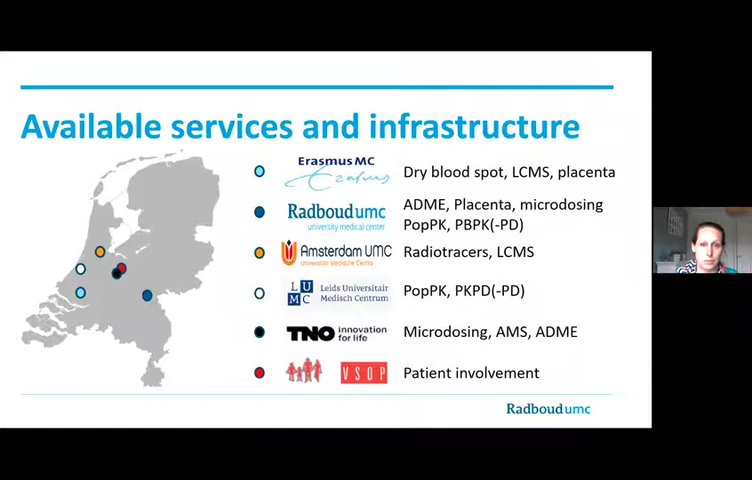 Available services and infrastructure
Erasmus MC
Erasmus
Dry blood spot, LCMS, placenta
Radboudumc
university medical center
ADME, Placenta, microdosing
PopPK, PBPK(-PD)
Amsterdam UMC
Universitair Medische Centra
Radiotracers, LCMS
LU
MC
Leids Universitair
Medisch Centrum
PopPK, PKPD(-PD)
TNO innovation
for life
Microdosing, AMS, ADME
VSOP
Patient involvement
Radboudumc